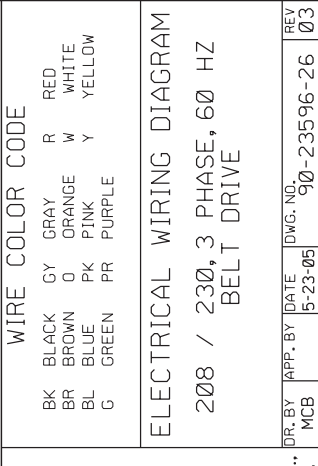 WIRE COLOR CODE
BK BLACK GY GRAY R RED
BR BROWN O ORANGE W WHITE
BL BLUE PK PINK Y YELLOW
G GREEN PR PURPLE
ELECTRICAL WIRING DIAGRAM
208 / 230, 3 PHASE, 60 HZ
BELT DRIVE
DR. BY APP. BY DATE DWG. NO. REV
MCB 5-23-05 90-23596-26 03